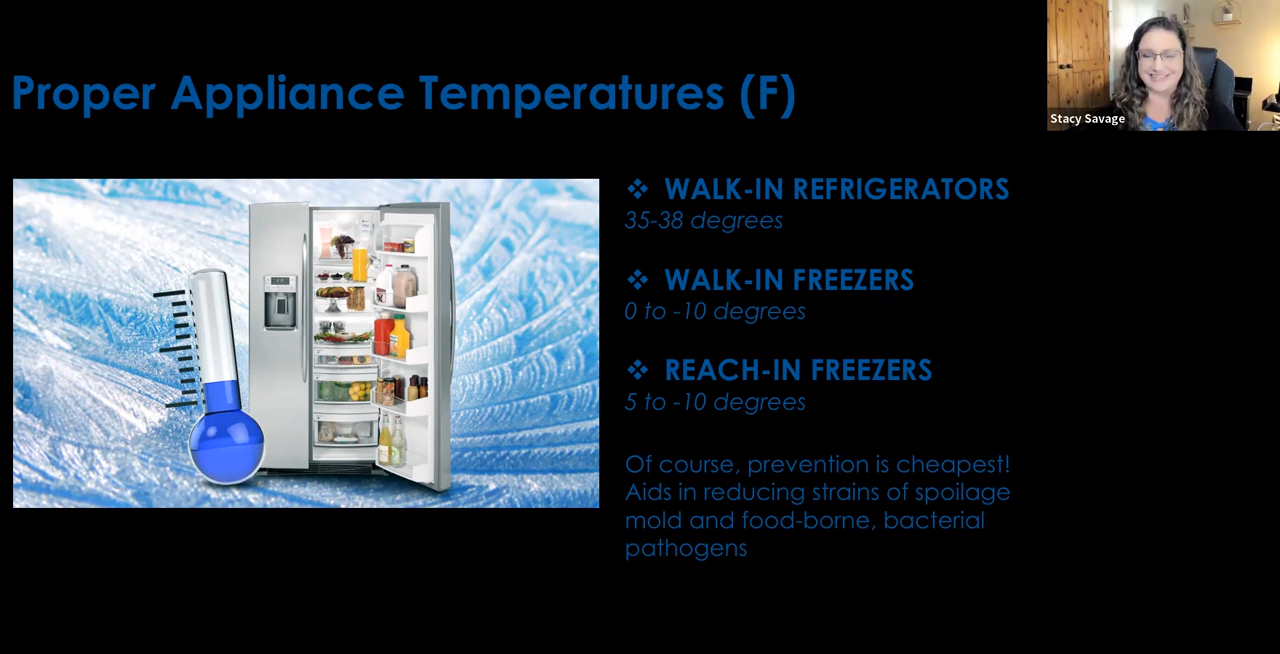 Proper Appliance Temperatures (F)
Stacy Savage
❖ WALK-IN REFRIGERATORS
35-38 degrees
❖ WALK-IN FREEZERS
0 to -10 degrees
❖ REACH-IN FREEZERS
5 to -10 degrees
Of course, prevention is cheapest!
Aids in reducing strains of spoilage
mold and food-borne, bacterial
pathogens